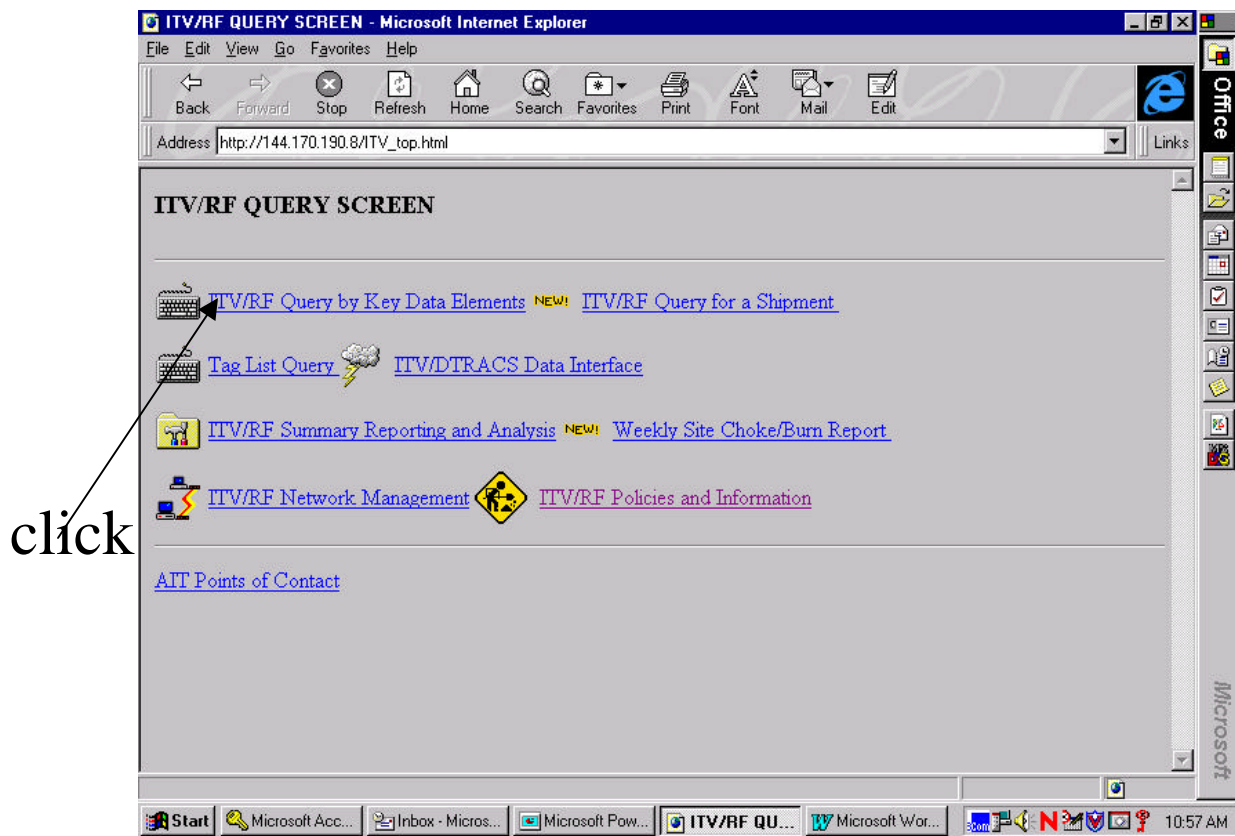 ITV/RF QUERY SCREEN - Microsoft Internet Explorer
File Edit View Go Favorites Help
Back Forward Stop Refresh Home Search Favorites Print Font Mail Edit
Address http://144.170.190.8/ITV_top.html Links
Office
ITV/RF QUERY SCREEN
ITV/RF Query by Key Data Elements NEW! ITV/RF Query for a Shipment
Tag List Query ITV/DTRACS Data Interface
ITV/RF Summary Reporting and Analysis NEW! Weekly Site Choke/Burn Report
ITV/RF Network Management ITV/RF Policies and Information
click
AIT Points of Contact
Microsoft
Start Microsoft Acc... Inbox - Micros... Microsoft Pow... ITV/RF QU... Microsoft Wor... 3Com N 10:57 AM